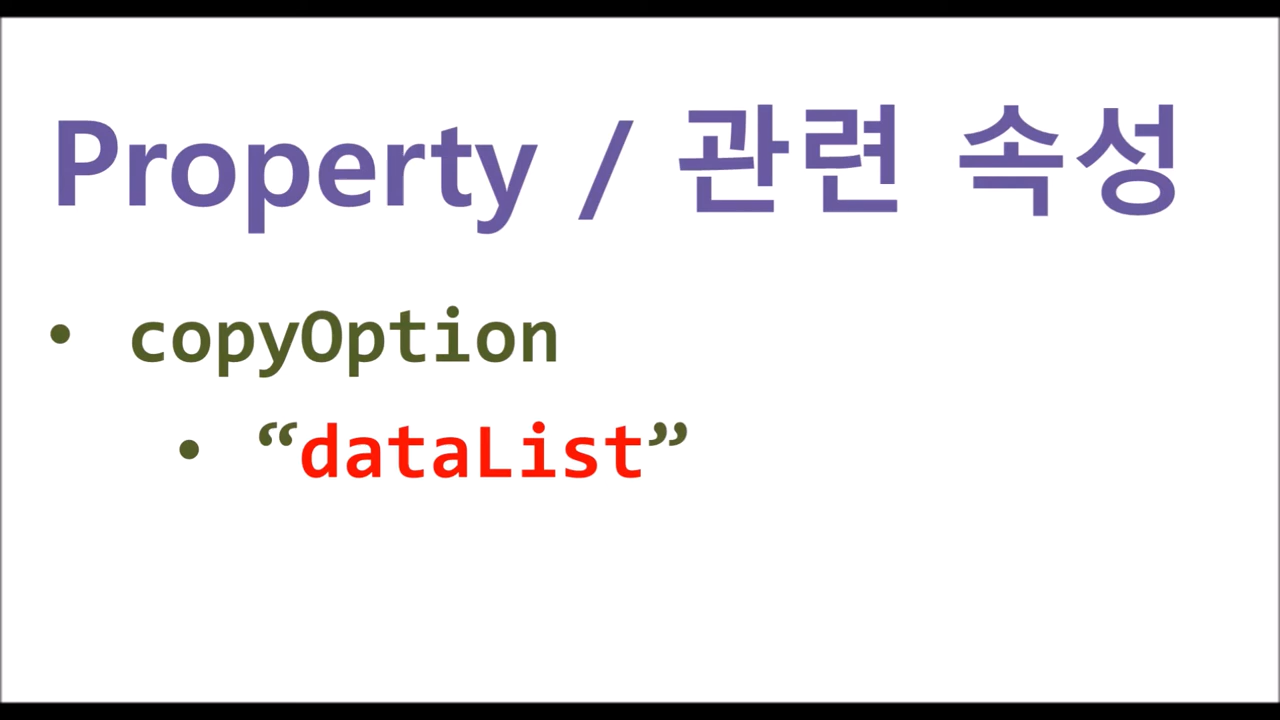 Property / 관련 속성
• copyOption
• “dataList”